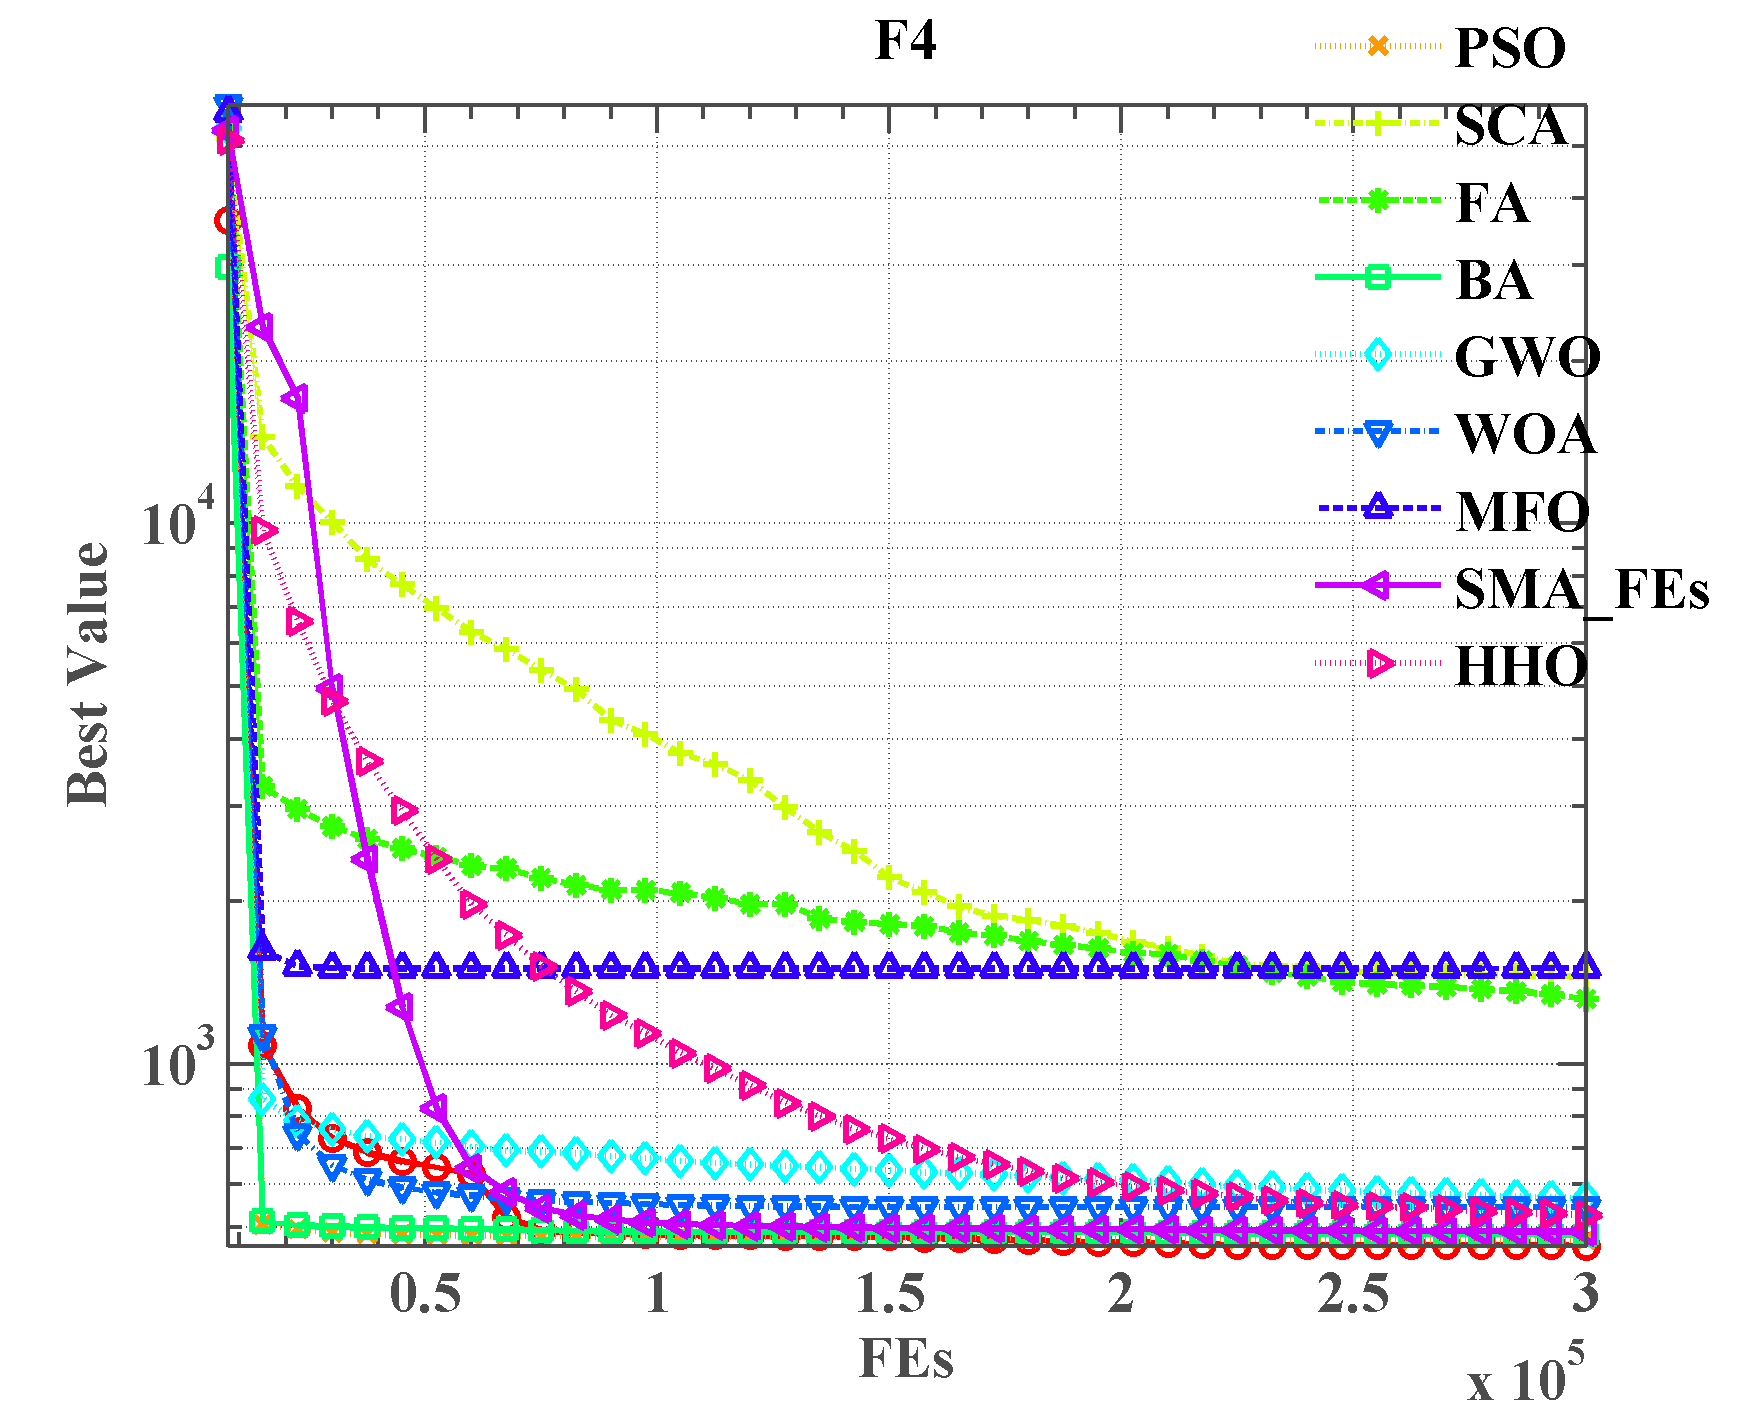 F4
PSO
SCA
FA
BA
GWO
WOA
MFO
SMA_FEs
HHO
Best Value
10^4
10^3
0.5 1 1.5 2 2.5 3
FEs
x 10^5